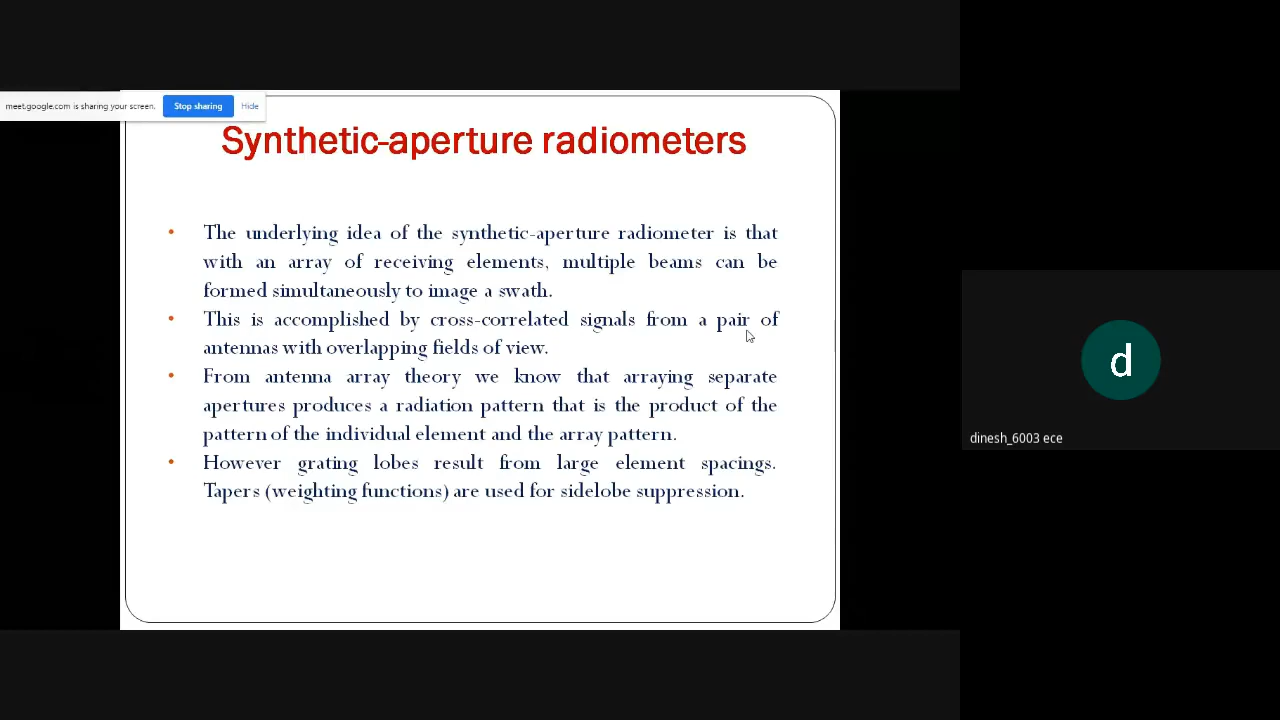 meet.google.com is sharing your screen. Stop sharing Hide
Synthetic-aperture radiometers
• The underlying idea of the synthetic-aperture radiometer is that
with an array of receiving elements, multiple beams can be
formed simultaneously to image a swath.
• This is accomplished by cross-correlated signals from a pair of
antennas with overlapping fields of view.
• From antenna array theory we know that arraying separate
apertures produces a radiation pattern that is the product of the
pattern of the individual element and the array pattern.
• However grating lobes result from large element spacings.
Tapers (weighting functions) are used for sidelobe suppression.
d
dinesh_6003 ece